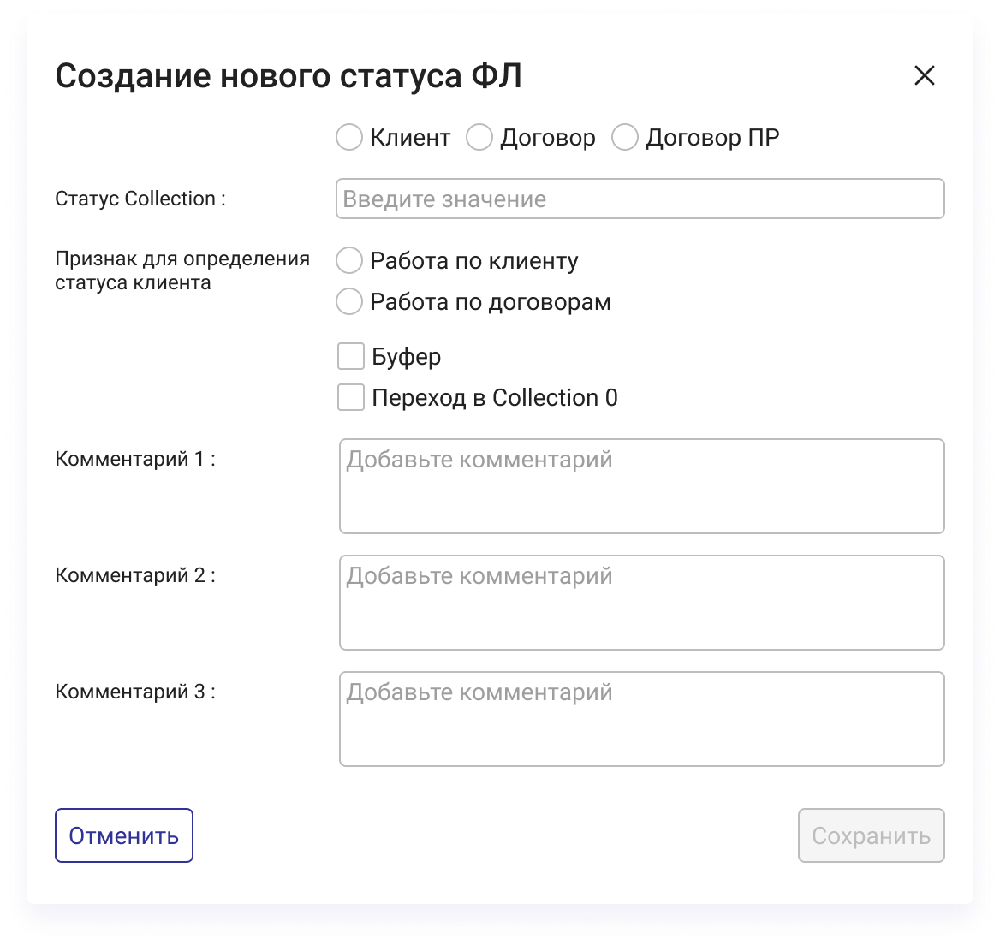 Создание нового статуса ФЛ
Клиент Договор Договор ПР
Статус Collection : Введите значение
Признак для определения
статуса клиента
Работа по клиенту
Работа по договорам
Буфер
Переход в Collection 0
Комментарий 1 : Добавьте комментарий
Комментарий 2 : Добавьте комментарий
Комментарий 3 : Добавьте комментарий
Отменить Сохранить